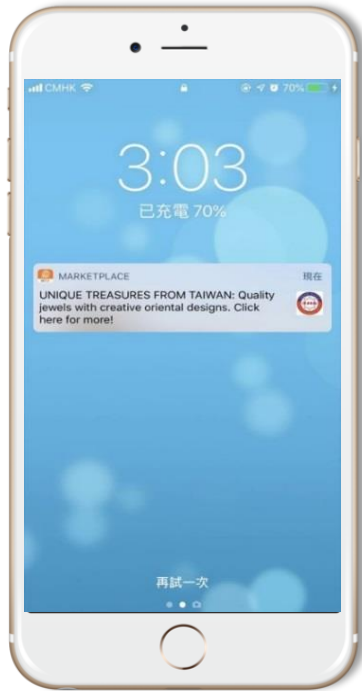 CMHK 70%
3:03
已充電 70%
MARKETPLACE 現在
UNIQUE TREASURES FROM TAIWAN: Quality
jewels with creative oriental designs. Click
here for more!
再試一次